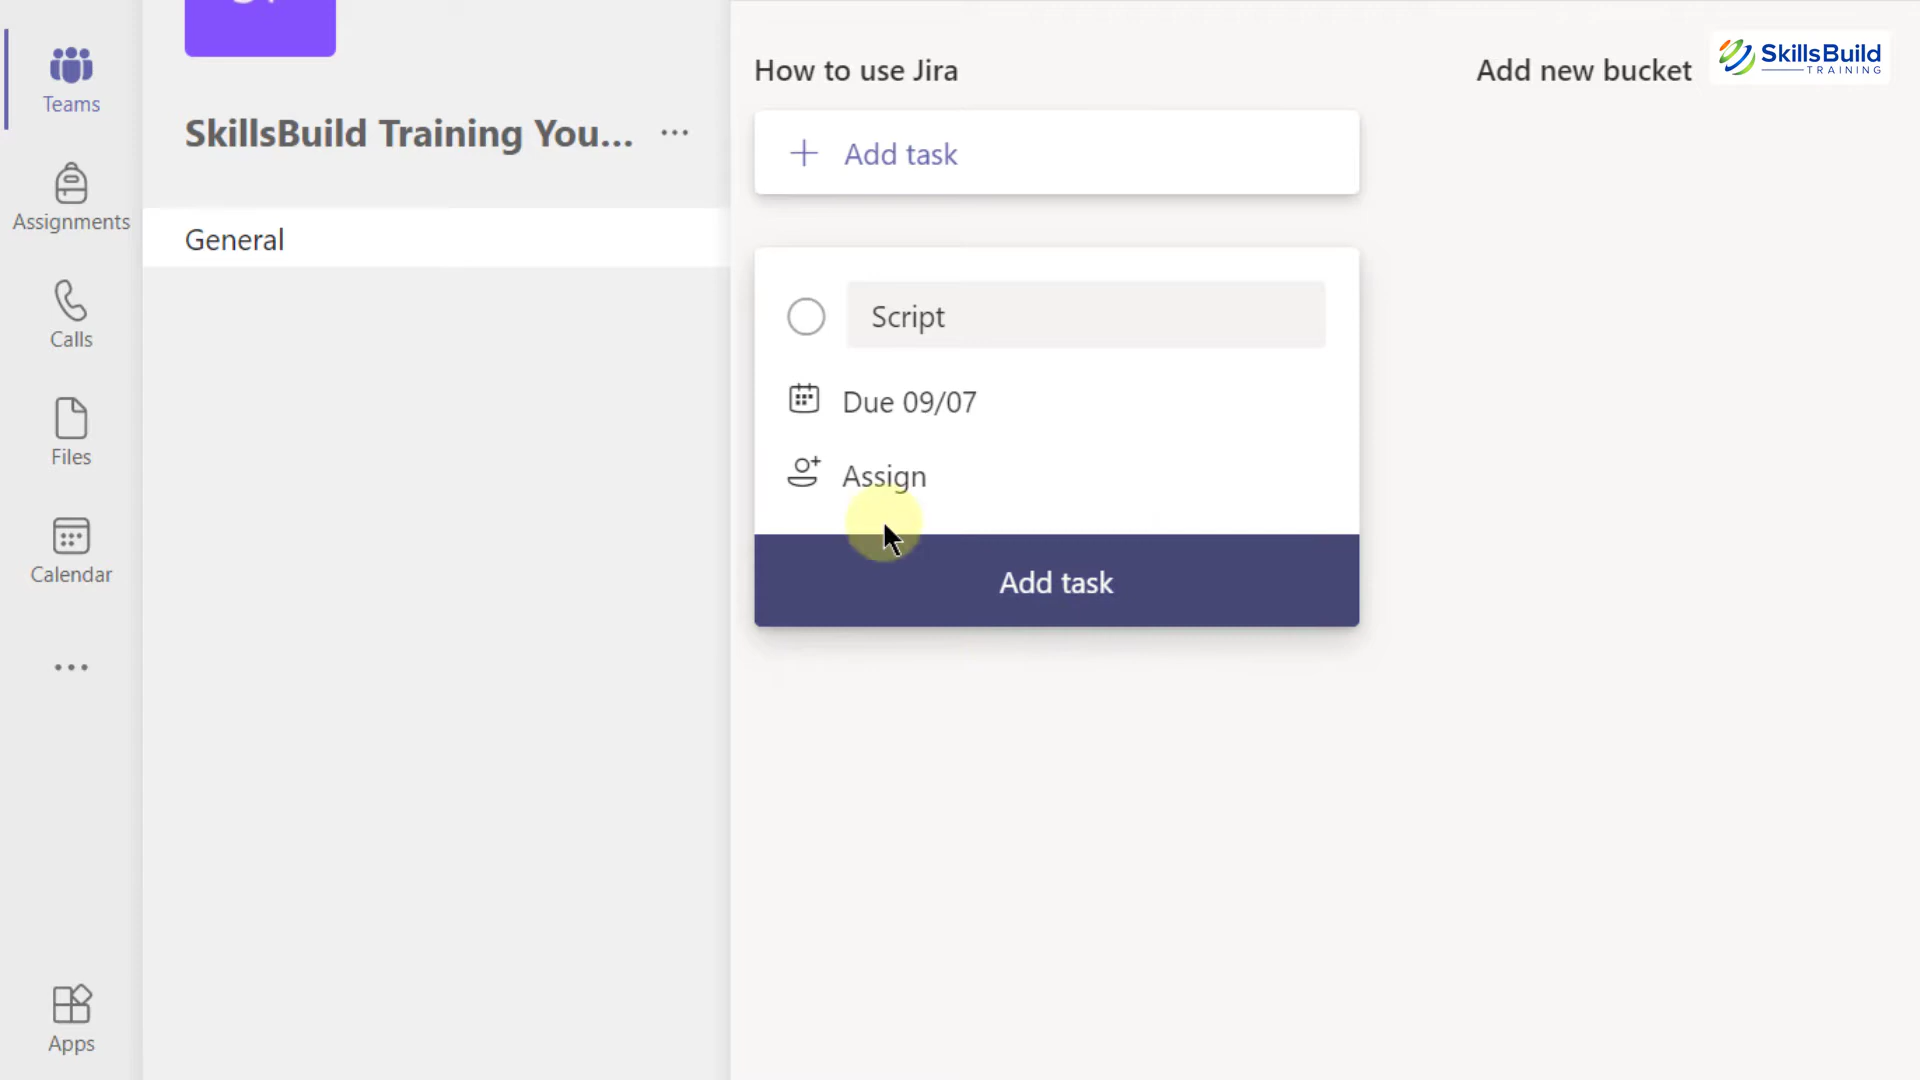 Teams
Assignments
Calls
Files
Calendar
Apps
SkillsBuild Training You...
General
How to use Jira
Add task
Script
Due 09/07
Assign
Add task
Add new bucket
SkillsBuild
TRAINING